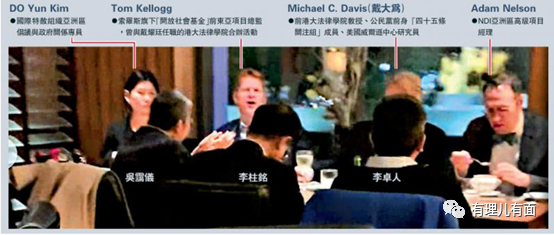 DO Yun Kim
●國際特赦組織亞洲區
倡議與政府關係專員
Tom Kellogg
●索羅斯旗下「開放社會基金」前東亞項目總監，
曾與戴耀廷任職的港大法律學院合辦活動
Michael C. Davis(戴大為)
●前港大法律學院教授、公民黨前身「四十五條
關注組」成員、美國威爾遜中心研究員
Adam Nelson
●NDI亞洲區高級項目
經理
吳靄儀
李柱銘
李卓人
有理儿有面